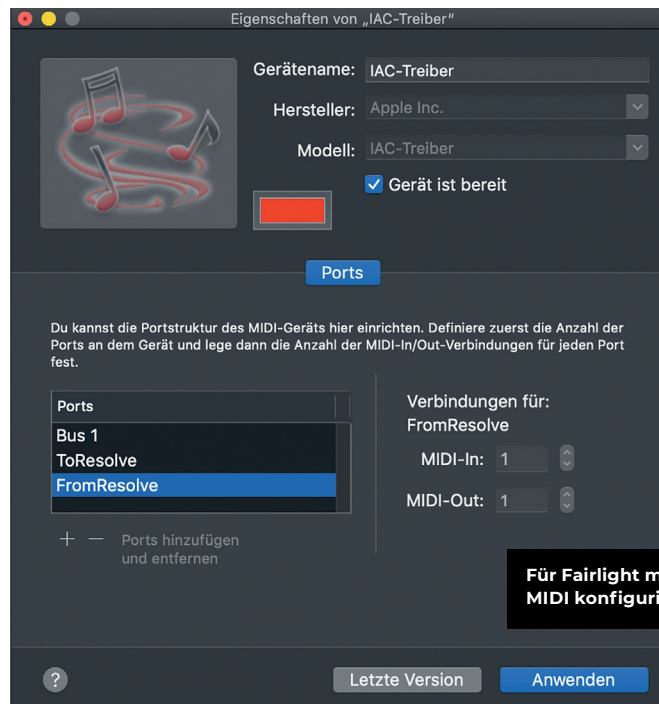 Eigenschaften von „IAC-Treiber“
Gerätename: IAC-Treiber
Hersteller: Apple Inc.
Modell: IAC-Treiber
Gerät ist bereit
Ports
Du kannst die Portstruktur des MIDI-Geräts hier einrichten. Definiere zuerst die Anzahl der
Ports an dem Gerät und lege dann die Anzahl der MIDI-In/Out-Verbindungen für jeden Port
fest.
Ports
Bus 1
ToResolve
FromResolve
+ − Ports hinzufügen
und entfernen
Verbindungen für:
FromResolve
MIDI-In: 1
MIDI-Out: 1
Für Fairlight
MIDI
?
Letzte Version
Anwenden